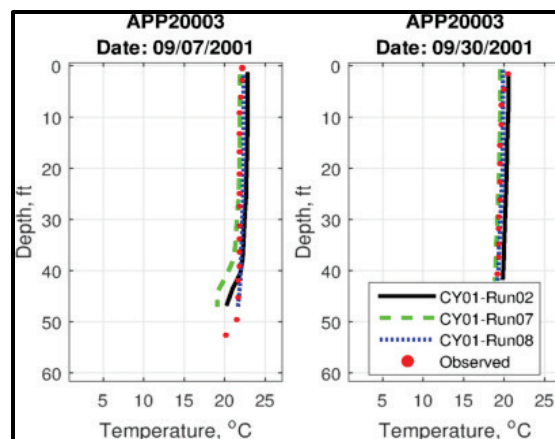 APP20003
Date: 09/07/2001
APP20003
Date: 09/30/2001
Depth, ft
0
10
20
30
40
50
60
5 10 15 20 25
Temperature, °C
Depth, ft
0
10
20
30
40
50
60
CY01-Run02
CY01-Run07
CY01-Run08
Observed
5 10 15 20 25
Temperature, °C